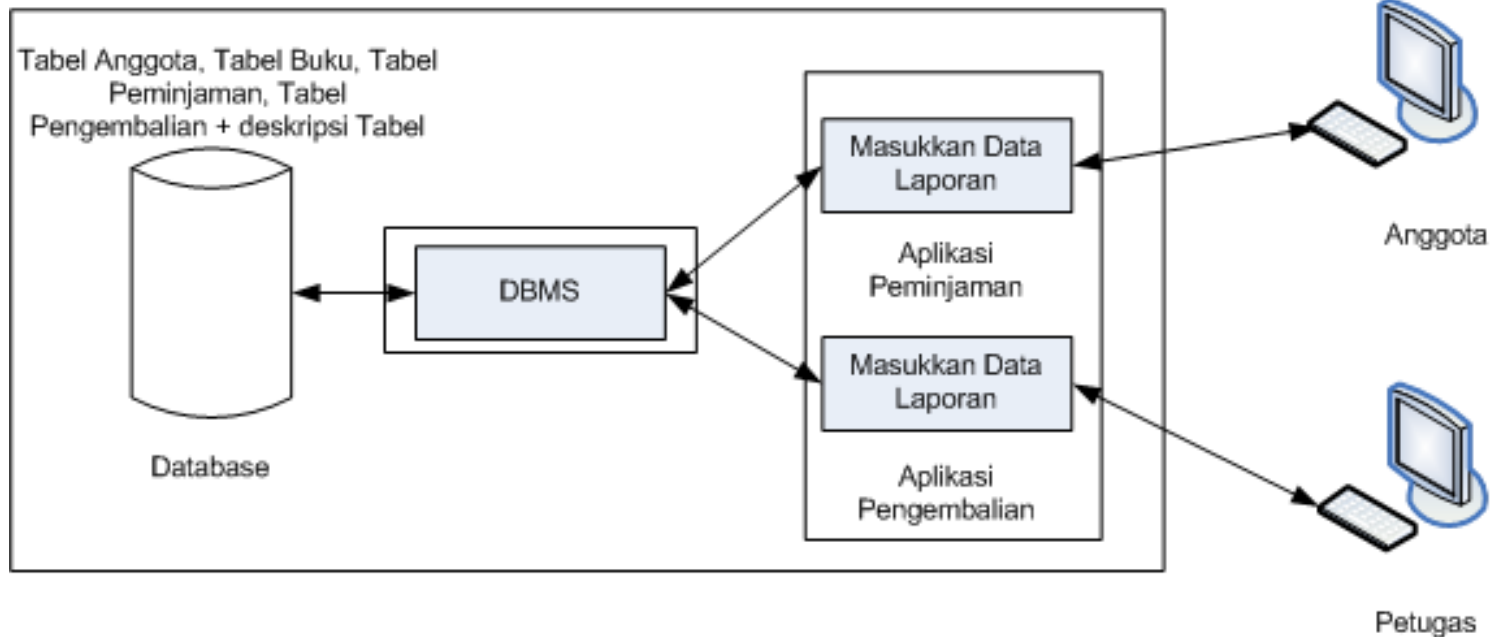 Tabel Anggota, Tabel Buku, Tabel
Peminjaman, Tabel
Pengembalian + deskripsi Tabel
Database
DBMS
Masukkan Data
Laporan
Aplikasi
Peminjaman
Masukkan Data
Laporan
Aplikasi
Pengembalian
Anggota
Petugas